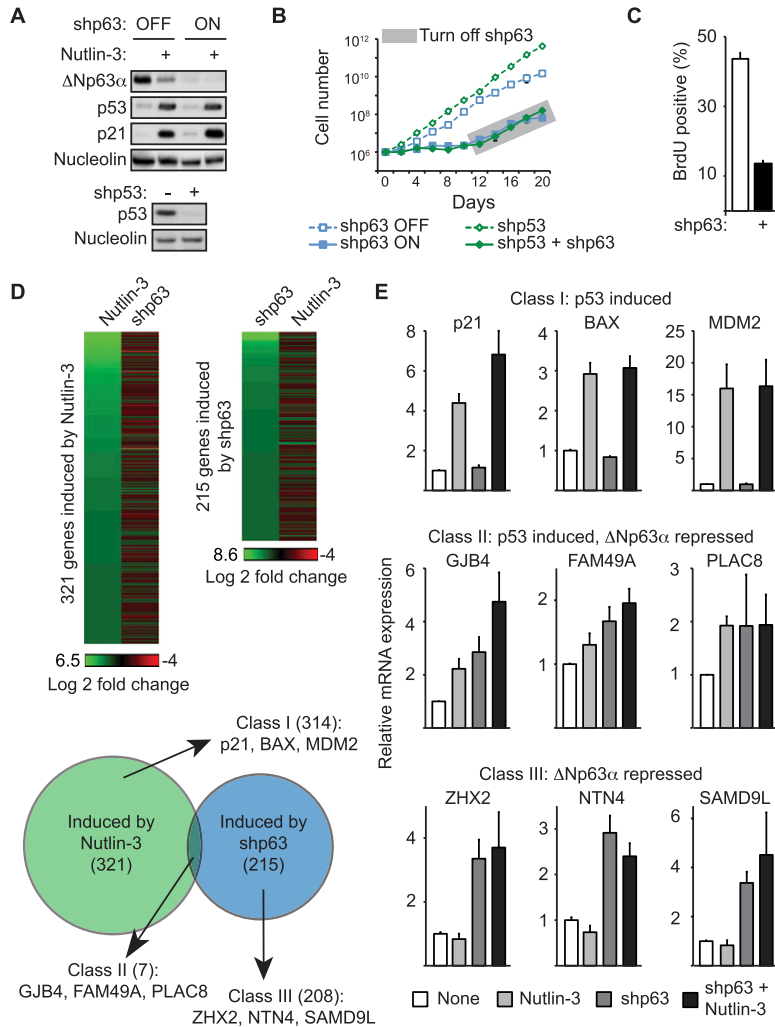 A
shp63: OFF ON
Nutlin-3: + +
ΔNp63α
p53
p21
Nucleolin
shp53: - +
p53
Nucleolin
B
Turn off shp63
Cell number
10^12
10^10
10^8
10^6
0 4 8 12 16 20
Days
shp63 OFF
shp63 ON
shp53
shp53 + shp63
C
BrdU positive (%)
50
30
10
shp63: +
D
Nutlin-3
shp63
321 genes induced by Nutlin-3
6.5 -4
Log 2 fold change
shp63
Nutlin-3
215 genes induced
by shp63
8.6 -4
Log 2 fold change
Class I (314):
p21, BAX, MDM2
Induced by
Nutlin-3
(321)
Induced by
shp63
(215)
Class II (7):
GJB4, FAM49A, PLAC8
Class III (208):
ZHX2, NTN4, SAMD9L
E
Relative mRNA expression
Class I: p53 induced
p21
8
6
4
2
BAX
4
3
2
1
MDM2
25
20
15
10
5
Class II: p53 induced, ΔNp63α repressed
GJB4
6
4
2
FAM49A
2
1
PLAC8
3
2
1
Class III: ΔNp63α repressed
ZHX2
4
2
NTN4
3
2
1
SAMD9L
6
4
2
None
Nutlin-3
shp63
shp63 +
Nutlin-3